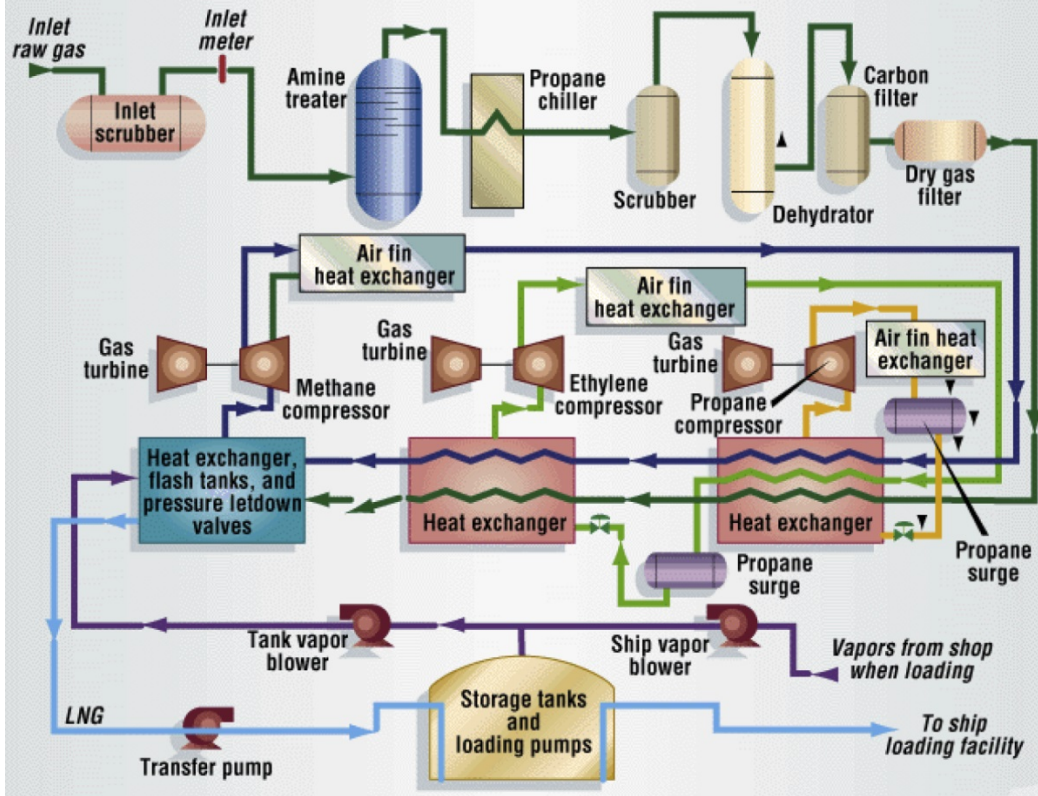 Inlet
raw gas
Inlet
meter
Inlet
scrubber
Amine
treater
Propane
chiller
Scrubber
Dehydrator
Carbon
filter
Dry gas
filter
Air fin
heat exchanger
Air fin
heat exchanger
Air fin heat
exchanger
Gas
turbine
Methane
compressor
Gas
turbine
Ethylene
compressor
Gas
turbine
Propane
compressor
Heat exchanger,
flash tanks, and
pressure letdown
valves
Heat exchanger
Heat exchanger
Propane
surge
Propane
surge
Tank vapor
blower
Ship vapor
blower
Vapors from shop
when loading
LNG
Transfer pump
Storage tanks
and
loading pumps
To ship
loading facility